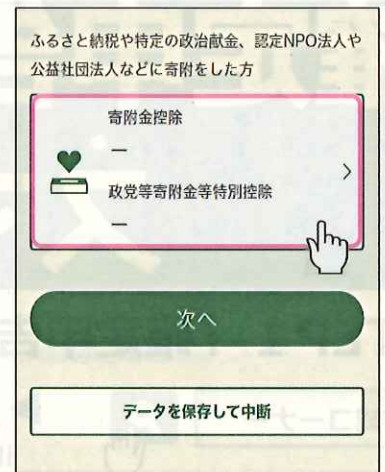 ふるさと納税や特定の政治献金、認定NPO法人や
公益社団法人などに寄附をした方
寄附金控除
ー
政党等寄附金等特別控除
ー
次へ
データを保存して中断